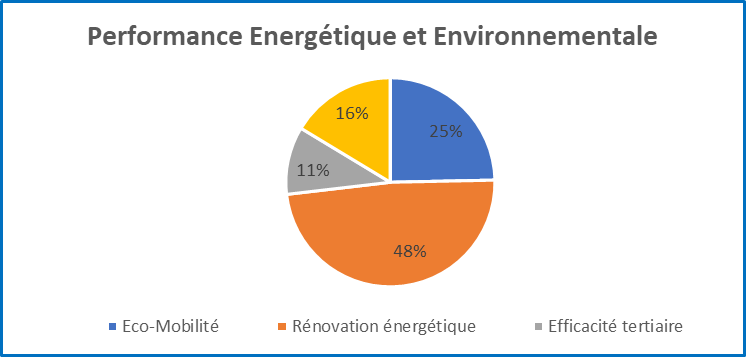 Performance Energétique et Environnementale
16%
25%
11%
48%
Eco-Mobilité
Rénovation énergétique
Efficacité tertiaire